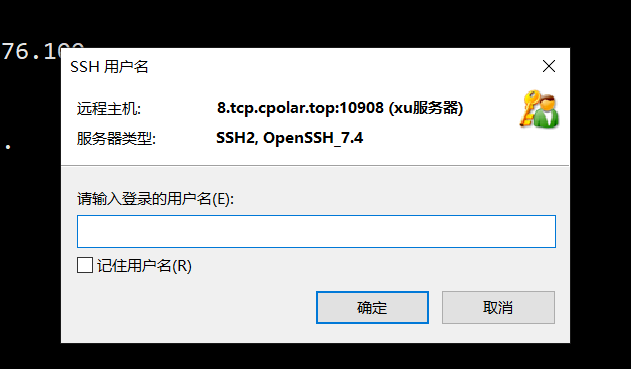 76.100
SSH 用户名
远程主机: 8.tcp.cpolar.top:10908 (xu服务器)
服务器类型: SSH2, OpenSSH_7.4
.
请输入登录的用户名(E):
记住用户名(R)
确定 取消